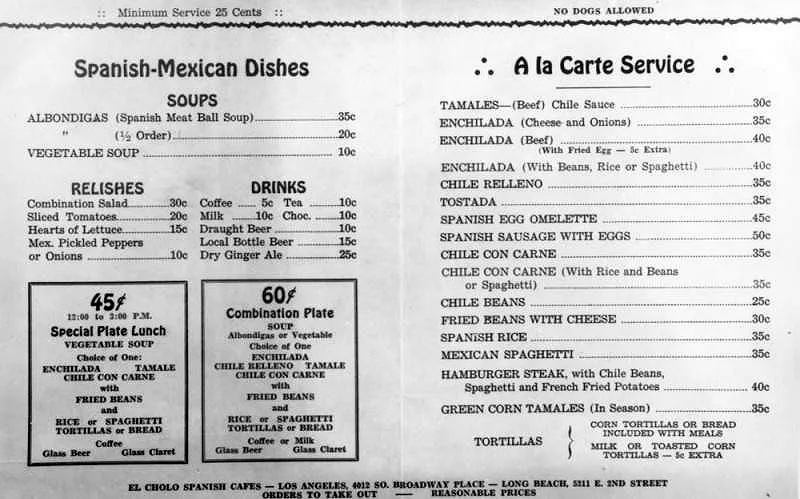 :: Minimum Service 25 Cents ::
NO DOGS ALLOWED
Spanish-Mexican Dishes
SOUPS
ALBONDIGAS (Spanish Meat Ball Soup)..........35c
" (½ Order)..........20c
VEGETABLE SOUP .......... 10c
RELISHES
Combination Salad..........30c
Sliced Tomatoes..........20c
Hearts of Lettuce..........15c
Mex. Pickled Peppers
or Onions ..........10c
DRINKS
Coffee ...... 5c Tea ..........10c
Milk .......10c Choc. ..........10c
Draught Beer ..........10c
Local Bottle Beer ..........15c
Dry Ginger Ale ..........25c
45¢
12:00 to 2:00 P.M.
Special Plate Lunch
VEGETABLE SOUP
Choice of One:
ENCHILADA TAMALE
CHILE CON CARNE
with
FRIED BEANS
and
RICE or SPAGHETTI
TORTILLAS or BREAD
Coffee
Glass Beer Glass Claret
60¢
Combination Plate
SOUP
Albondigas or Vegetable
Choice of One
ENCHILADA
CHILE RELLENO TAMALE
CHILE CON CARNE
with
FRIED BEANS
and
RICE or SPAGHETTI
TORTILLAS or BREAD
Coffee or Milk
Glass Beer Glass Claret
A la Carte Service
TAMALES—(Beef) Chile Sauce ..........30c
ENCHILADA (Cheese and Onions) ..........35c
ENCHILADA (Beef) ..........40c
(With Fried Egg — 5c Extra)
ENCHILADA (With Beans, Rice or Spaghetti) ..........40c
CHILE RELLENO ..........35c
TOSTADA ..........35c
SPANISH EGG OMELETTE ..........45c
SPANISH SAUSAGE WITH EGGS ..........50c
CHILE CON CARNE ..........35c
CHILE CON CARNE (With Rice and Beans
or Spaghetti) ..........35c
CHILE BEANS ..........25c
FRIED BEANS WITH CHEESE ..........30c
SPANISH RICE ..........35c
MEXICAN SPAGHETTI ..........35c
HAMBURGER STEAK, with Chile Beans,
Spaghetti and French Fried Potatoes .......... 40c
GREEN CORN TAMALES (In Season) ..........35c
TORTILLAS
CORN TORTILLAS OR BREAD
INCLUDED WITH MEALS
MILK OR TOASTED CORN
TORTILLAS — 5c EXTRA
EL CHOLO SPANISH CAFES — LOS ANGELES, 4012 SO. BROADWAY PLACE — LONG BEACH, 5211 E. 2ND STREET
ORDERS TO TAKE OUT — REASONABLE PRICES